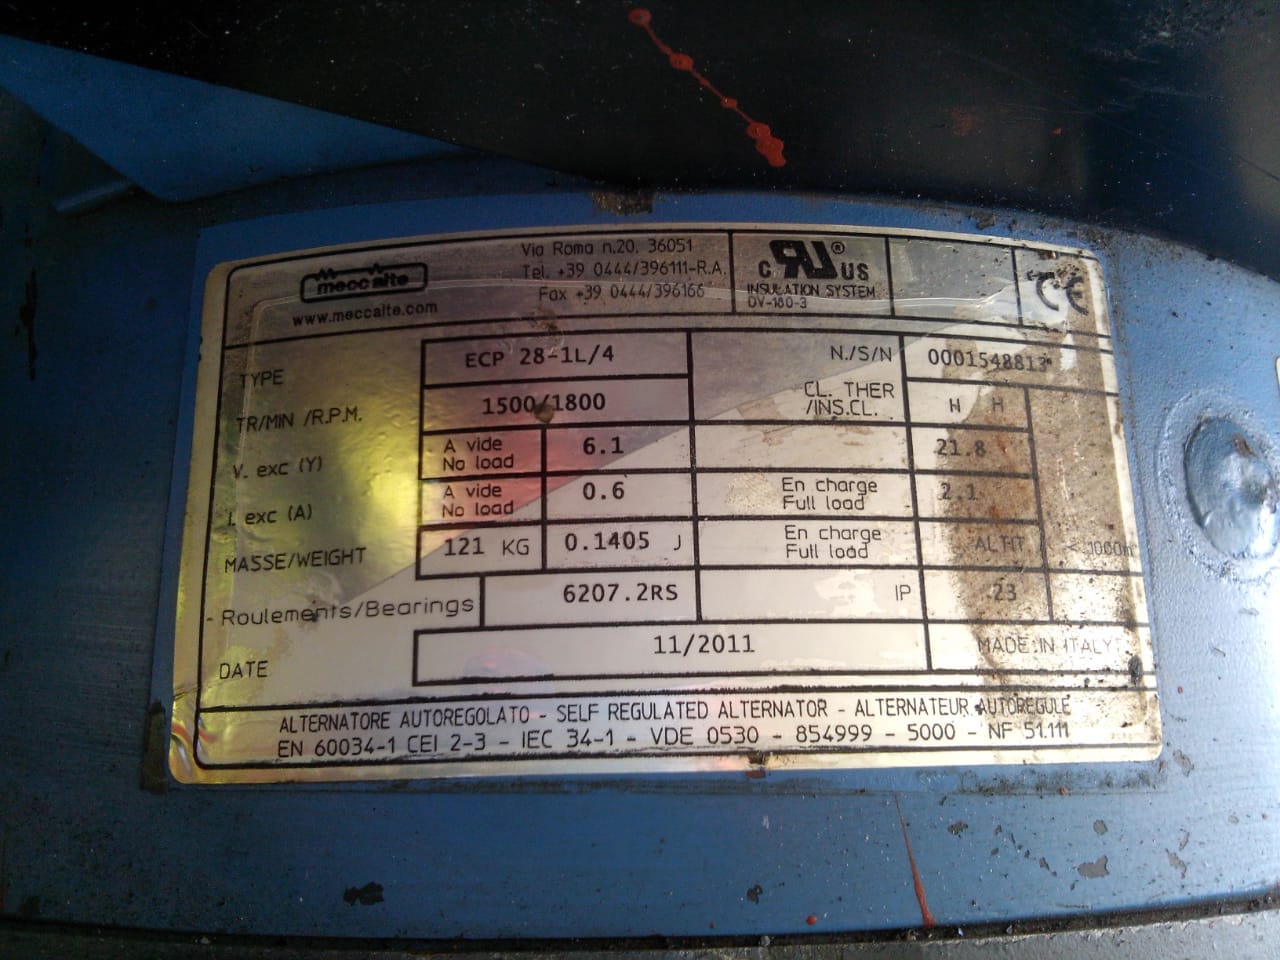 mecc alte
www.meccalte.com
Via Roma n.20, 36051
Tel. +39 0444/396111-R.A.
Fax +39 0444/396166
c RU ® US
INSULATION SYSTEM
DV-180-3
CE
TYPE ECP 28-1L/4 N./S/N 0001548813
TR/MIN /R.P.M. 1500/1800 CL. THER /INS.CL. H H
V. exc (Y) A vide No load 6.1 21.8
I. exc (A) A vide No load 0.6 En charge Full load 2.1
MASSE/WEIGHT 121 KG 0.1405 J En charge Full load ALTIT < 1000m
Roulements/Bearings 6207.2RS IP 23
DATE 11/2011 MADE IN ITALY
ALTERNATORE AUTOREGOLATO - SELF REGULATED ALTERNATOR - ALTERNATEUR AUTOREGULE
EN 60034-1 CEI 2-3 - IEC 34-1 - VDE 0530 - 854999 - 5000 - NF 51.111